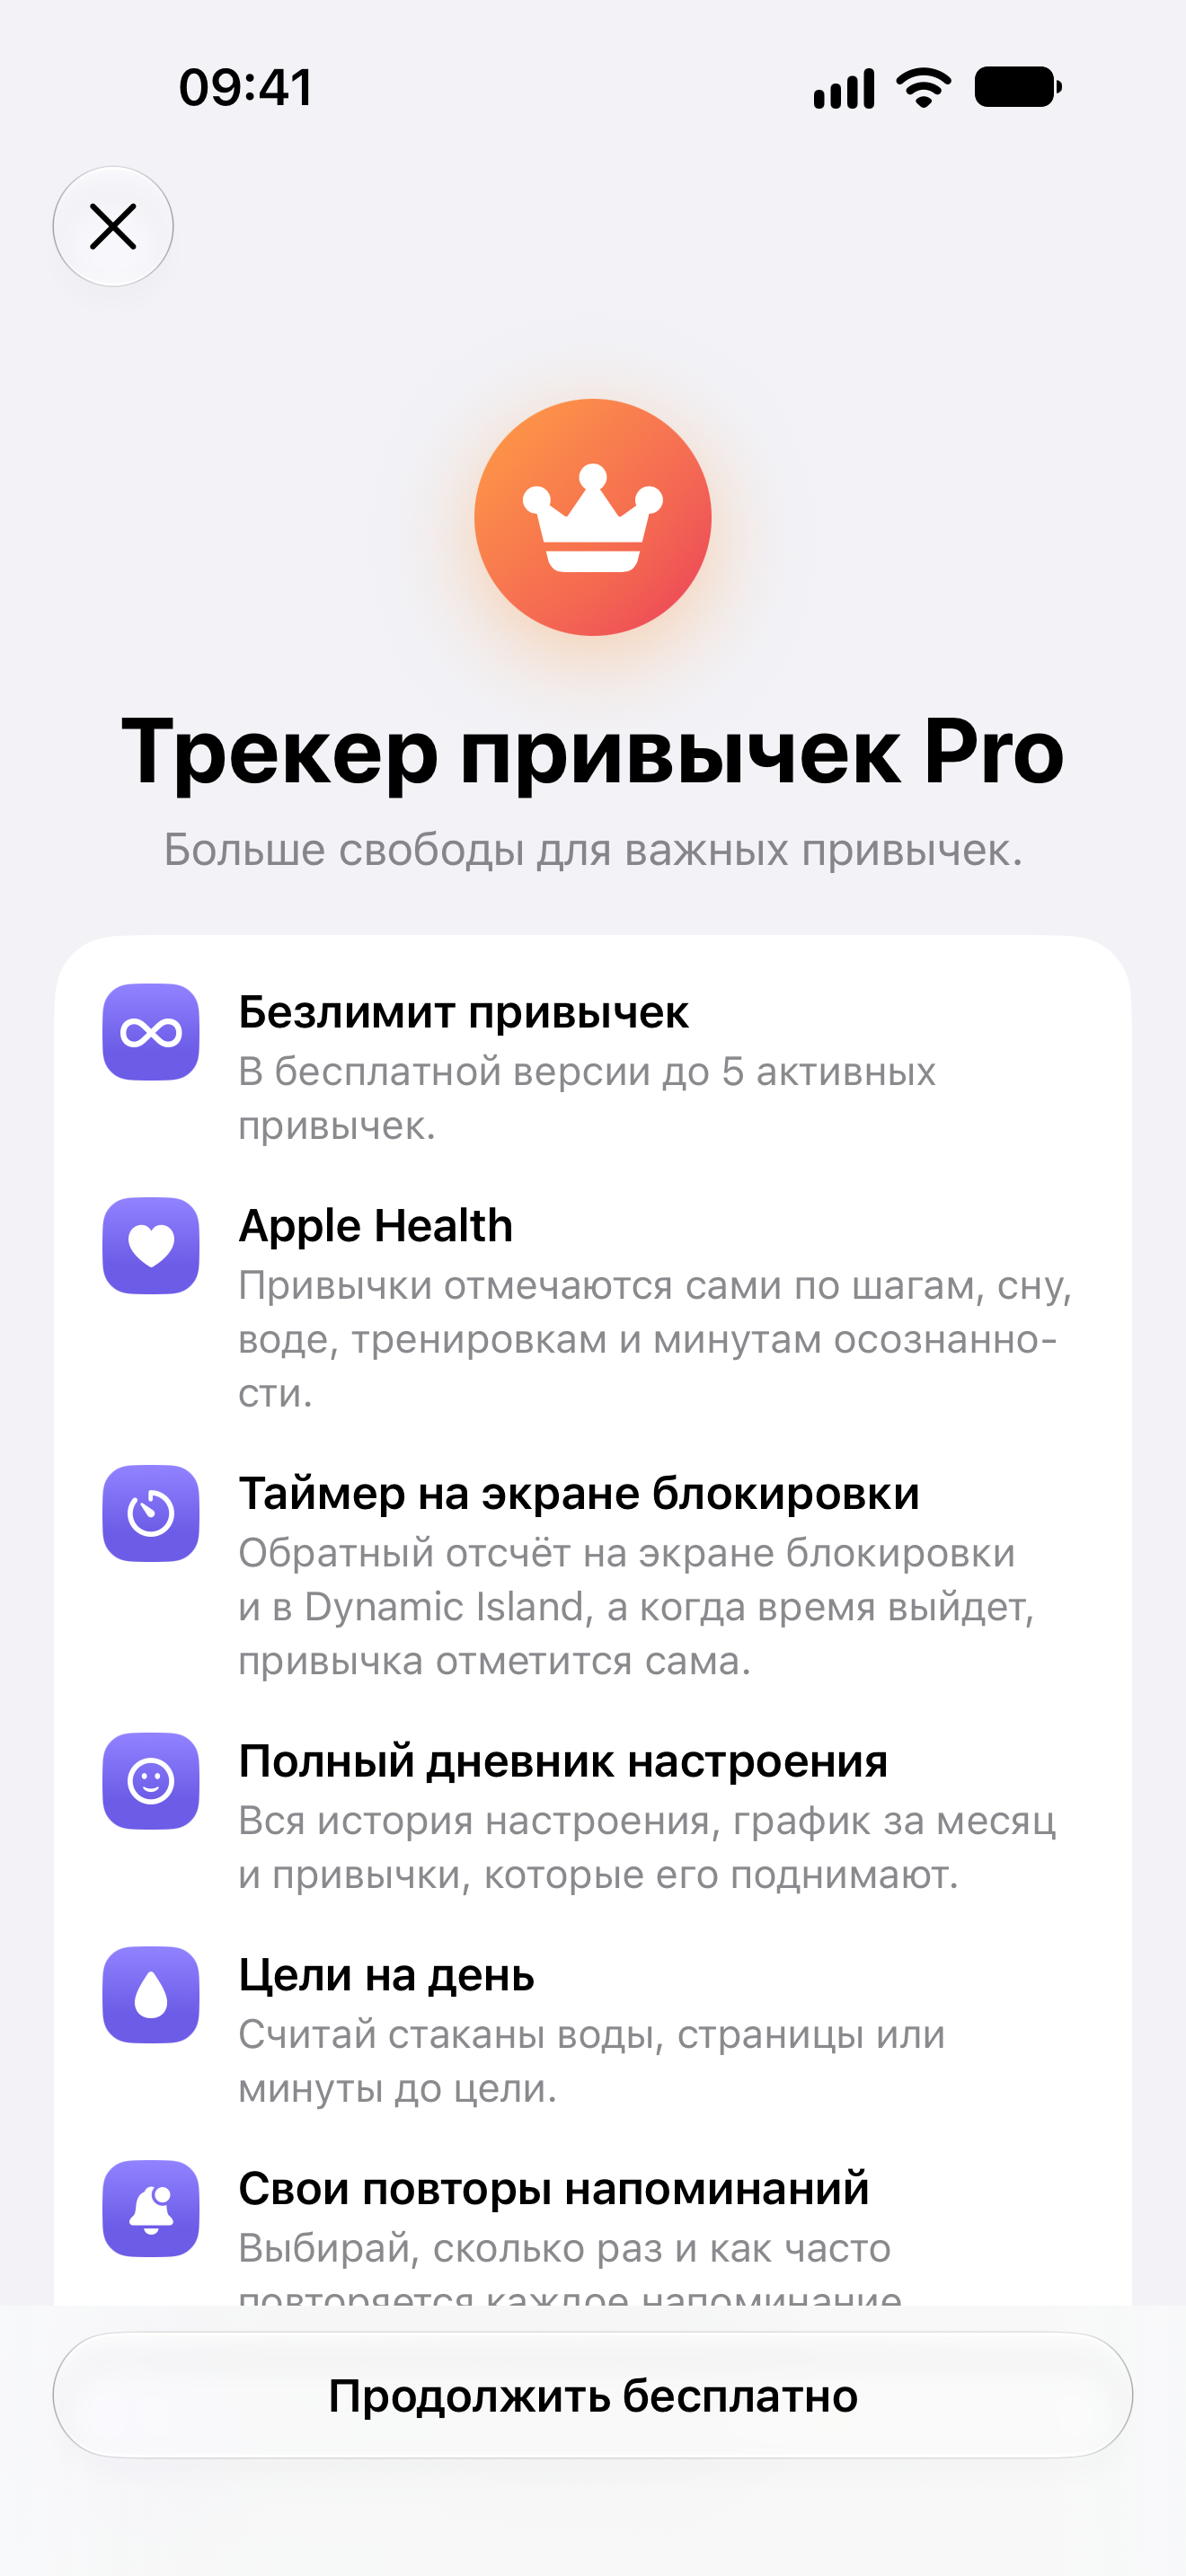 09:41
Трекер привычек Pro
Больше свободы для важных привычек.
Безлимит привычек
В бесплатной версии до 5 активных
привычек.
Apple Health
Привычки отмечаются сами по шагам, сну,
воде, тренировкам и минутам осознанно-
сти.
Таймер на экране блокировки
Обратный отсчёт на экране блокировки
и в Dynamic Island, а когда время выйдет,
привычка отметится сама.
Полный дневник настроения
Вся история настроения, график за месяц
и привычки, которые его поднимают.
Цели на день
Считай стаканы воды, страницы или
минуты до цели.
Свои повторы напоминаний
Выбирай, сколько раз и как часто
повторяется каждое напоминание
Продолжить бесплатно